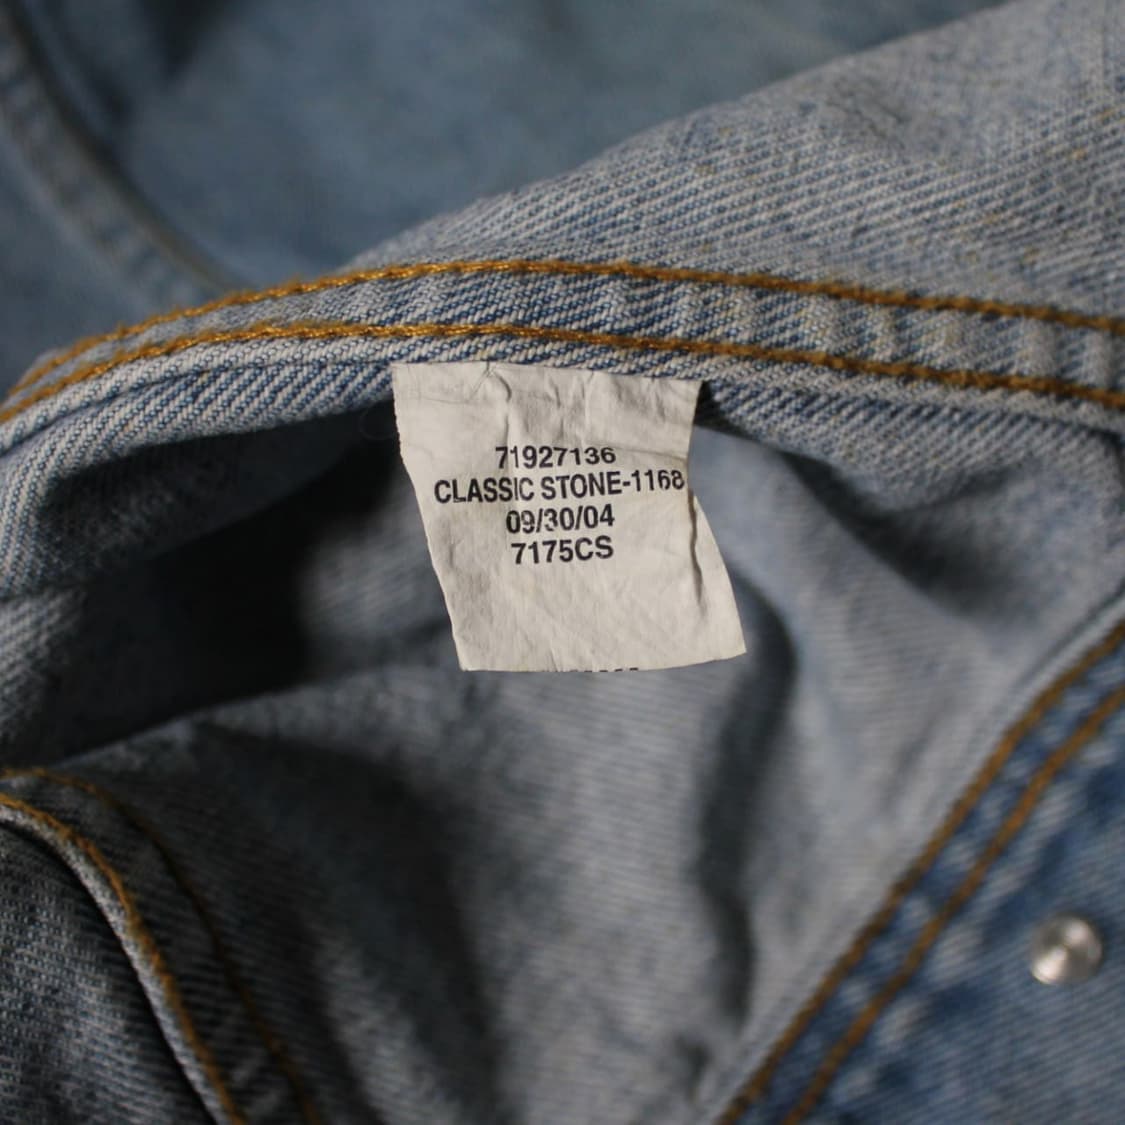 71927136
CLASSIC STONE-1168
09/30/04
7175CS